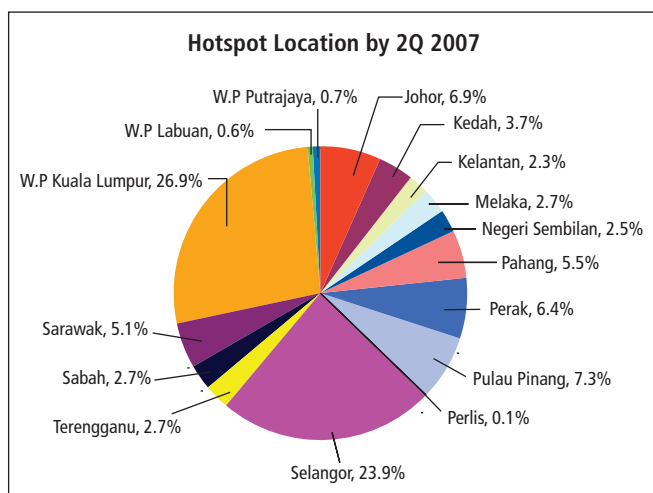 Hotspot Location by 2Q 2007
W.P Putrajaya, 0.7%
Johor, 6.9%
Kedah, 3.7%
Kelantan, 2.3%
Melaka, 2.7%
Negeri Sembilan, 2.5%
Pahang, 5.5%
Perak, 6.4%
Pulau Pinang, 7.3%
Perlis, 0.1%
Selangor, 23.9%
Terengganu, 2.7%
Sabah, 2.7%
Sarawak, 5.1%
W.P Kuala Lumpur, 26.9%
W.P Labuan, 0.6%